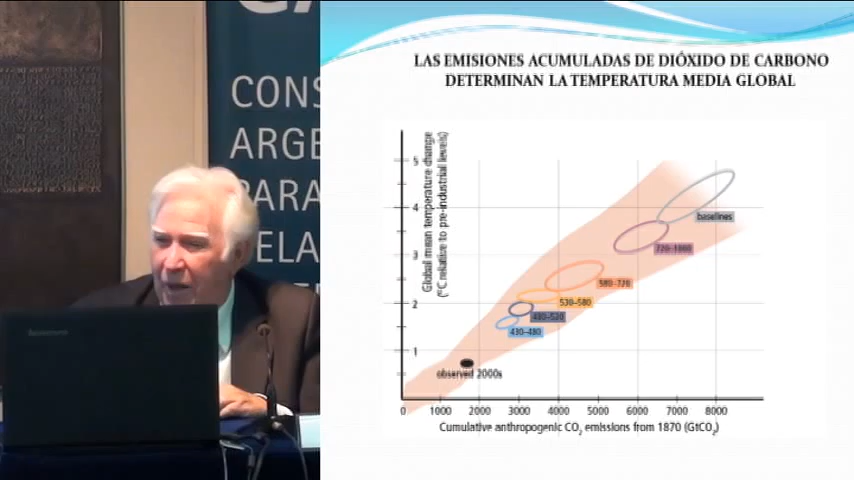 CONS
ARGE
PARA
ELA
lenovo
LAS EMISIONES ACUMULADAS DE DIÓXIDO DE CARBONO
DETERMINAN LA TEMPERATURA MEDIA GLOBAL
Global mean temperature change
(°C relative to pre-industrial levels)
5
4
3
2
1
baselines
720–1000
580–720
530–580
480–530
430–480
observed 2000s
0 1000 2000 3000 4000 5000 6000 7000 8000
Cumulative anthropogenic CO₂ emissions from 1870 (GtCO₂)